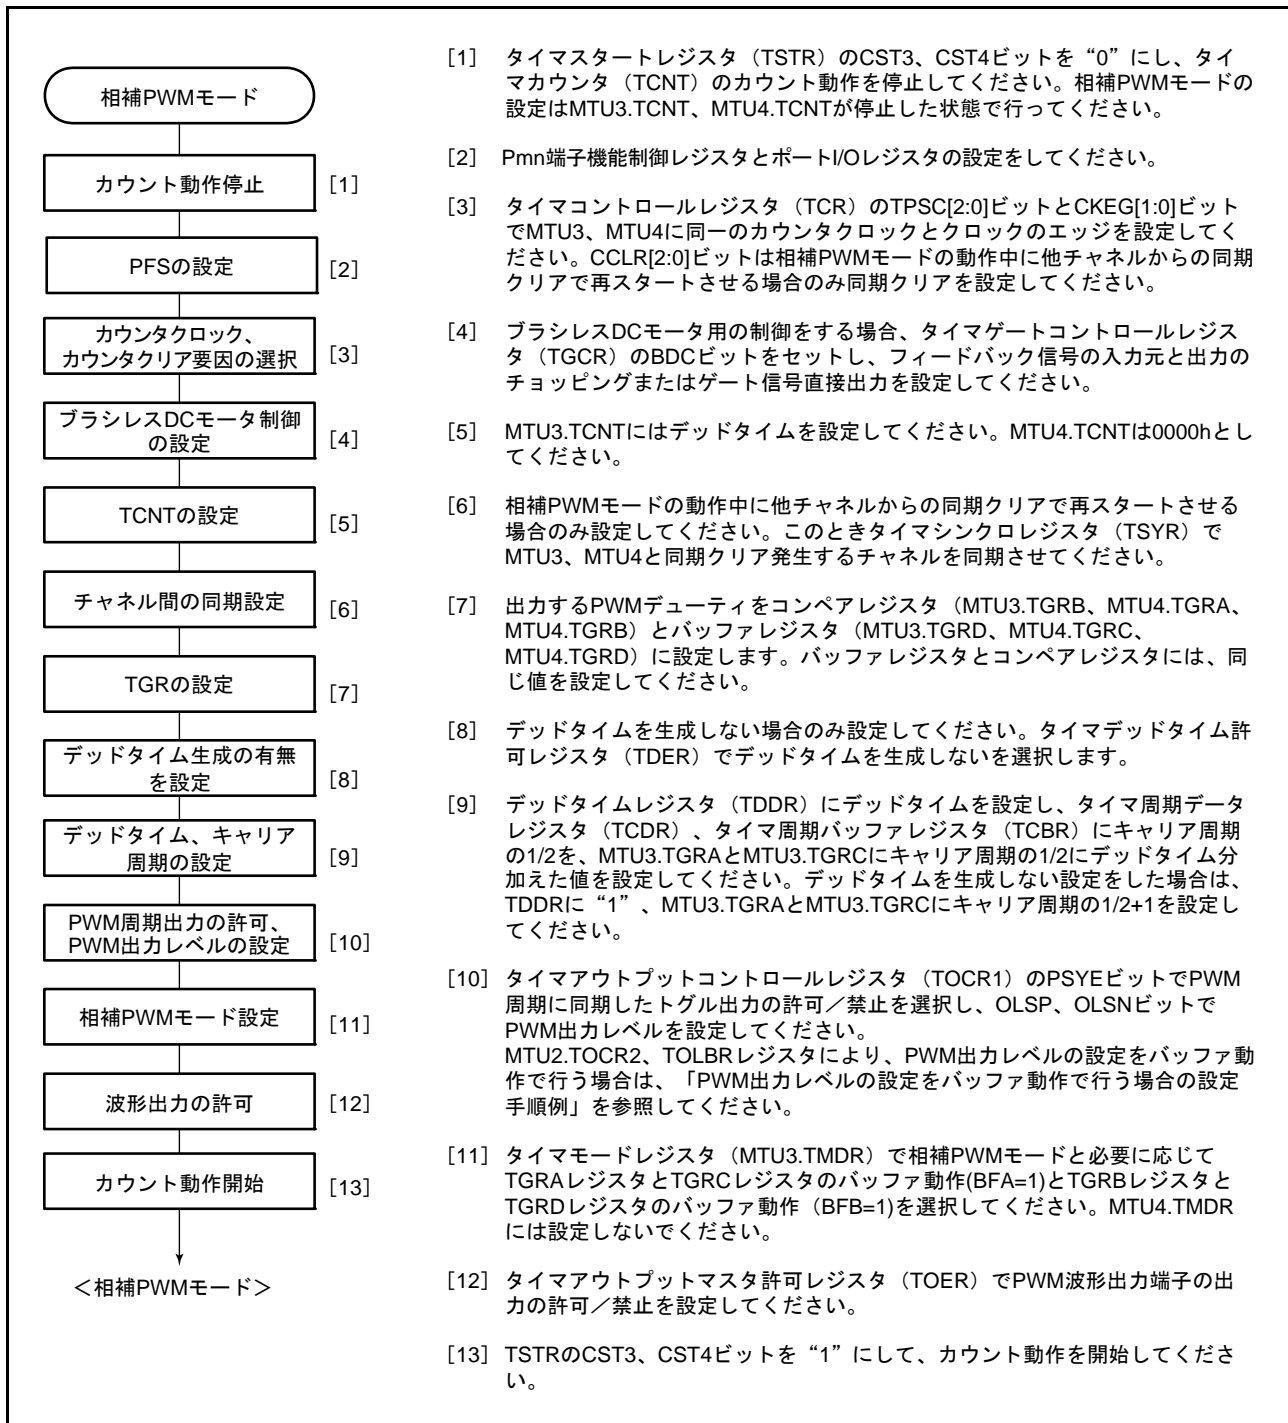 相補PWMモード
カウント動作停止
[1]
PFSの設定
[2]
カウンタクロック、
カウンタクリア要因の選択
[3]
ブラシレスDCモータ制御
の設定
[4]
TCNTの設定
[5]
チャネル間の同期設定
[6]
TGRの設定
[7]
デッドタイム生成の有無
を設定
[8]
デッドタイム、キャリア
周期の設定
[9]
PWM周期出力の許可、
PWM出力レベルの設定
[10]
相補PWMモード設定
[11]
波形出力の許可
[12]
カウント動作開始
[13]
＜相補PWMモード＞
[1] タイマスタートレジスタ（TSTR）のCST3、CST4ビットを“0”にし、タイ
マカウンタ（TCNT）のカウント動作を停止してください。相補PWMモードの
設定はMTU3.TCNT、MTU4.TCNTが停止した状態で行ってください。
[2] Pmn端子機能制御レジスタとポートI/Oレジスタの設定をしてください。
[3] タイマコントロールレジスタ（TCR）のTPSC[2:0]ビットとCKEG[1:0]ビット
でMTU3、MTU4に同一のカウンタクロックとクロックのエッジを設定してく
ださい。CCLR[2:0]ビットは相補PWMモードの動作中に他チャネルからの同期
クリアで再スタートさせる場合のみ同期クリアを設定してください。
[4] ブラシレスDCモータ用の制御をする場合、タイマゲートコントロールレジス
タ（TGCR）のBDCビットをセットし、フィードバック信号の入力元と出力の
チョッピングまたはゲート信号直接出力を設定してください。
[5] MTU3.TCNTにはデッドタイムを設定してください。MTU4.TCNTは0000hとし
てください。
[6] 相補PWMモードの動作中に他チャネルからの同期クリアで再スタートさせる
場合のみ設定してください。このときタイマシンクロレジスタ（TSYR）で
MTU3、MTU4と同期クリア発生するチャネルを同期させてください。
[7] 出力するPWMデューティをコンペアレジスタ（MTU3.TGRB、MTU4.TGRA、
MTU4.TGRB）とバッファレジスタ（MTU3.TGRD、MTU4.TGRC、
MTU4.TGRD）に設定します。バッファレジスタとコンペアレジスタには、同
じ値を設定してください。
[8] デッドタイムを生成しない場合のみ設定してください。タイマデッドタイム許
可レジスタ（TDER）でデッドタイムを生成しないを選択します。
[9] デッドタイムレジスタ（TDDR）にデッドタイムを設定し、タイマ周期データ
レジスタ（TCDR）、タイマ周期バッファレジスタ（TCBR）にキャリア周期
の1/2を、MTU3.TGRAとMTU3.TGRCにキャリア周期の1/2にデッドタイム分
加えた値を設定してください。デッドタイムを生成しない設定をした場合は、
TDDRに“1”、MTU3.TGRAとMTU3.TGRCにキャリア周期の1/2+1を設定し
てください。
[10] タイマアウトプットコントロールレジスタ（TOCR1）のPSYEビットでPWM
周期に同期したトグル出力の許可／禁止を選択し、OLSP、OLSNビットで
PWM出力レベルを設定してください。
MTU2.TOCR2、TOLBRレジスタにより、PWM出力レベルの設定をバッファ動
作で行う場合は、「PWM出力レベルの設定をバッファ動作で行う場合の設定
手順例」を参照してください。
[11] タイマモードレジスタ（MTU3.TMDR）で相補PWMモードと必要に応じて
TGRAレジスタとTGRCレジスタのバッファ動作(BFA=1)とTGRBレジスタと
TGRDレジスタのバッファ動作（BFB=1)を選択してください。MTU4.TMDR
には設定しないでください。
[12] タイマアウトプットマスタ許可レジスタ（TOER）でPWM波形出力端子の出
力の許可／禁止を設定してください。
[13] TSTRのCST3、CST4ビットを“1”にして、カウント動作を開始してくださ
い。